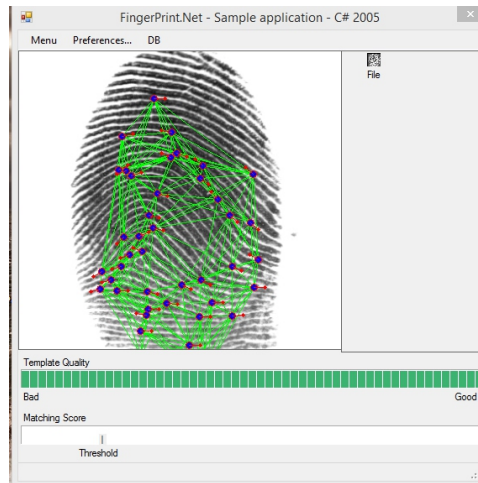 FingerPrint.Net - Sample application - C# 2005
Menu Preferences... DB
File
Template Quality
Bad Good
Matching Score
Threshold